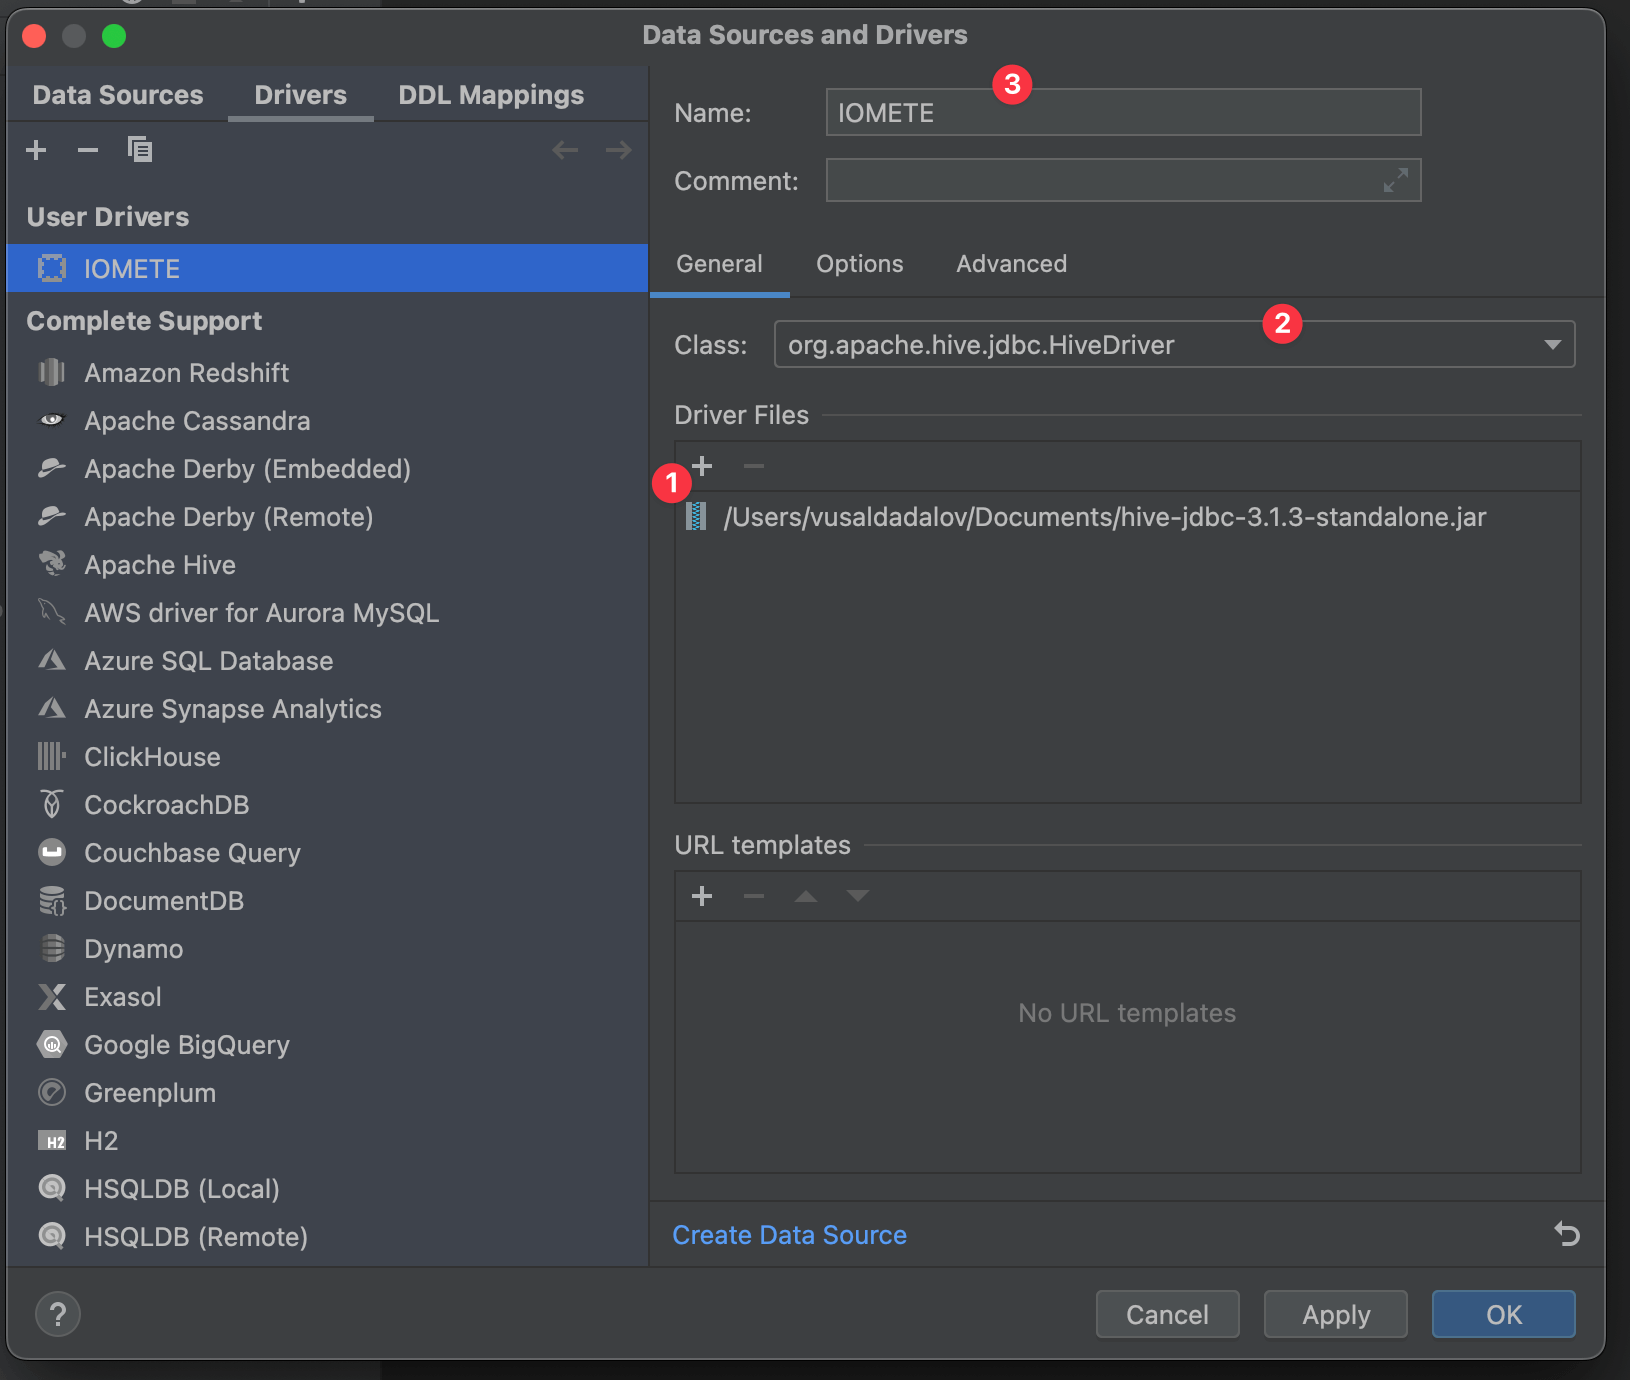 Data Sources and Drivers
Data Sources
Drivers
DDL Mappings
User Drivers
IOMETE
Complete Support
Amazon Redshift
Apache Cassandra
Apache Derby (Embedded)
Apache Derby (Remote)
Apache Hive
AWS driver for Aurora MySQL
Azure SQL Database
Azure Synapse Analytics
ClickHouse
CockroachDB
Couchbase Query
DocumentDB
Dynamo
Exasol
Google BigQuery
Greenplum
H2 H2
HSQLDB (Local)
HSQLDB (Remote)
3
Name: IOMETE
Comment:
General Options Advanced
2
Class: org.apache.hive.jdbc.HiveDriver
Driver Files
1
/Users/vusaldadalov/Documents/hive-jdbc-3.1.3-standalone.jar
URL templates
No URL templates
Create Data Source
?
Cancel
Apply
OK